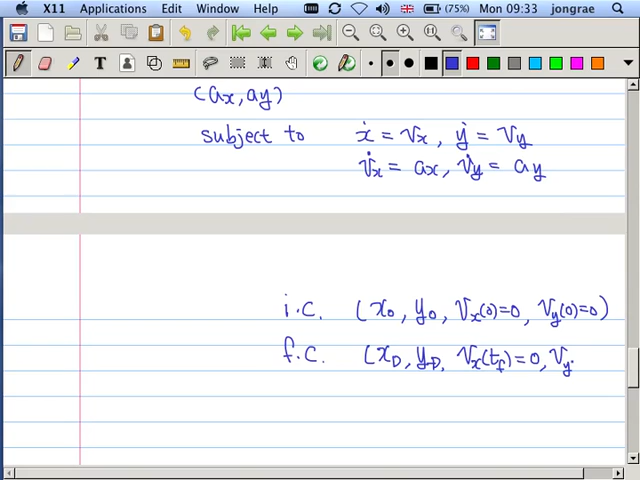 X11 Applications Edit Window Help (75%) Mon 09:33 jongrae
(ax, ay)
subject to ẋ = Vx, ẏ = Vy
V̇x = ax, V̇y = ay
i.c. (x0, y0, Vx(0)=0, Vy(0)=0)
f.c. (xD, yD, Vx(tf)=0, Vy